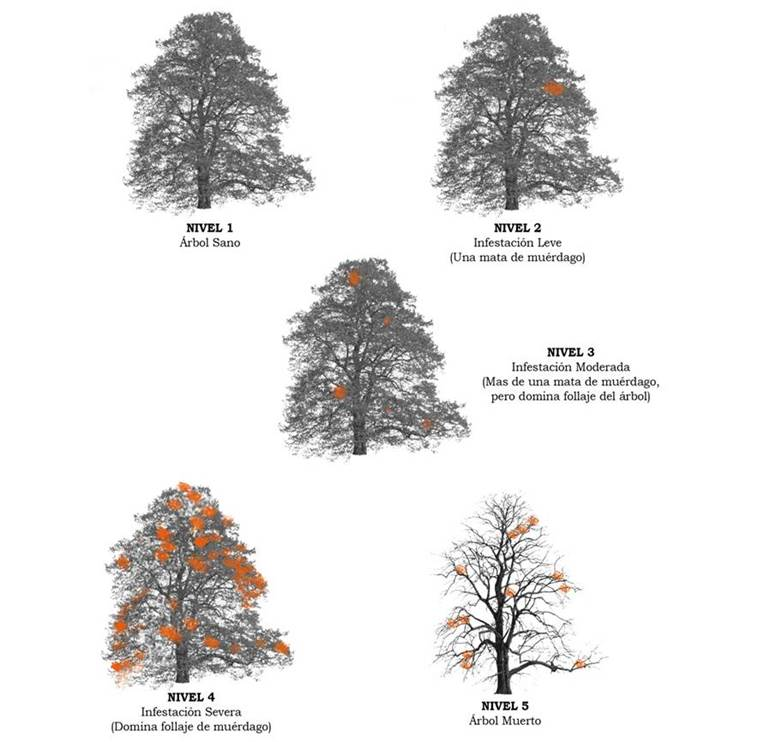 NIVEL 1
Árbol Sano
NIVEL 2
Infestación Leve
(Una mata de muérdago)
NIVEL 3
Infestación Moderada
(Mas de una mata de muérdago,
pero domina follaje del árbol)
NIVEL 4
Infestación Severa
(Domina follaje de muérdago)
NIVEL 5
Árbol Muerto